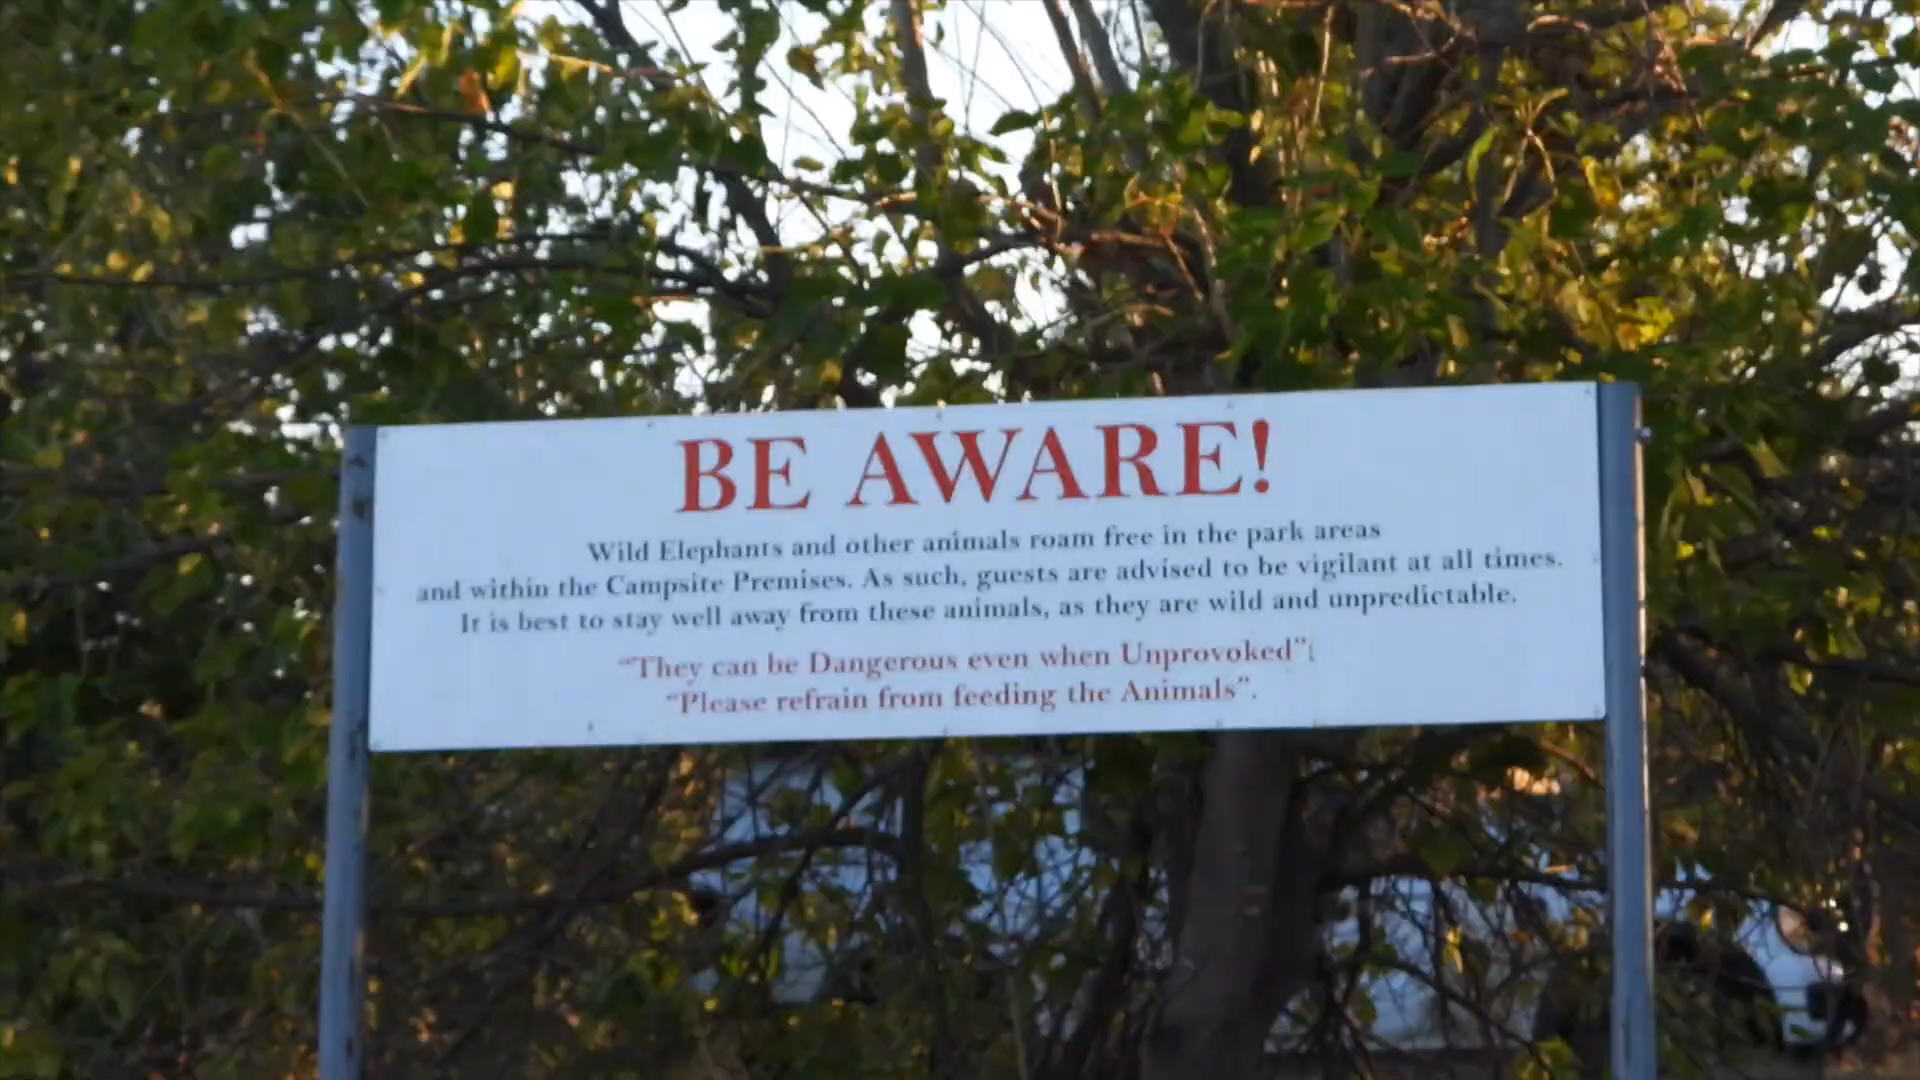 BE AWARE!
Wild Elephants and other animals roam free in the park areas
and within the Campsite Premises. As such, guests are advised to be vigilant at all times.
It is best to stay well away from these animals, as they are wild and unpredictable.
“They can be Dangerous even when Unprovoked”!
“Please refrain from feeding the Animals”.